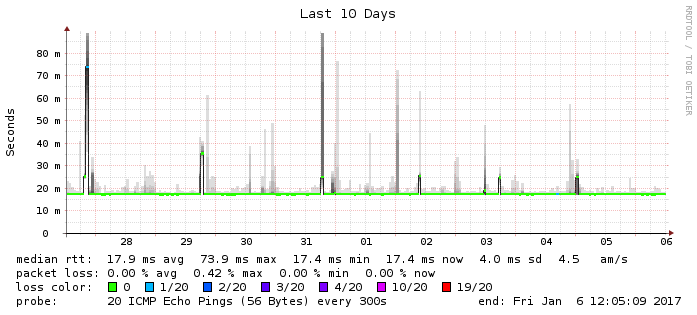 Last 10 Days
RRDTOOL / TOBI OETIKER
Seconds
80 m
70 m
60 m
50 m
40 m
30 m
20 m
10 m
0
28 29 30 31 01 02 03 04 05 06
median rtt: 17.9 ms avg 73.9 ms max 17.4 ms min 17.4 ms now 4.0 ms sd 4.5 am/s
packet loss: 0.00 % avg 0.42 % max 0.00 % min 0.00 % now
loss color: 0 1/20 2/20 3/20 4/20 10/20 19/20
probe: 20 ICMP Echo Pings (56 Bytes) every 300s end: Fri Jan 6 12:05:09 2017